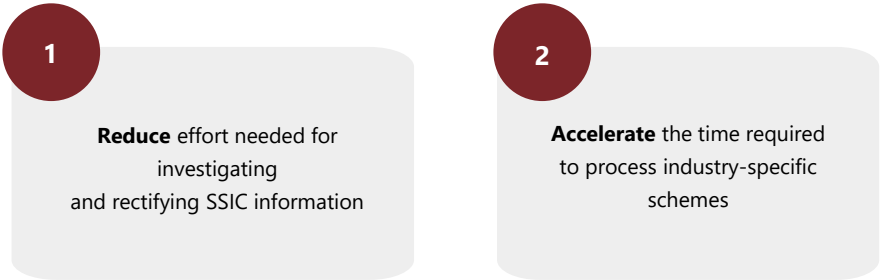 1
Reduce effort needed for
investigating
and rectifying SSIC information
2
Accelerate the time required
to process industry-specific
schemes